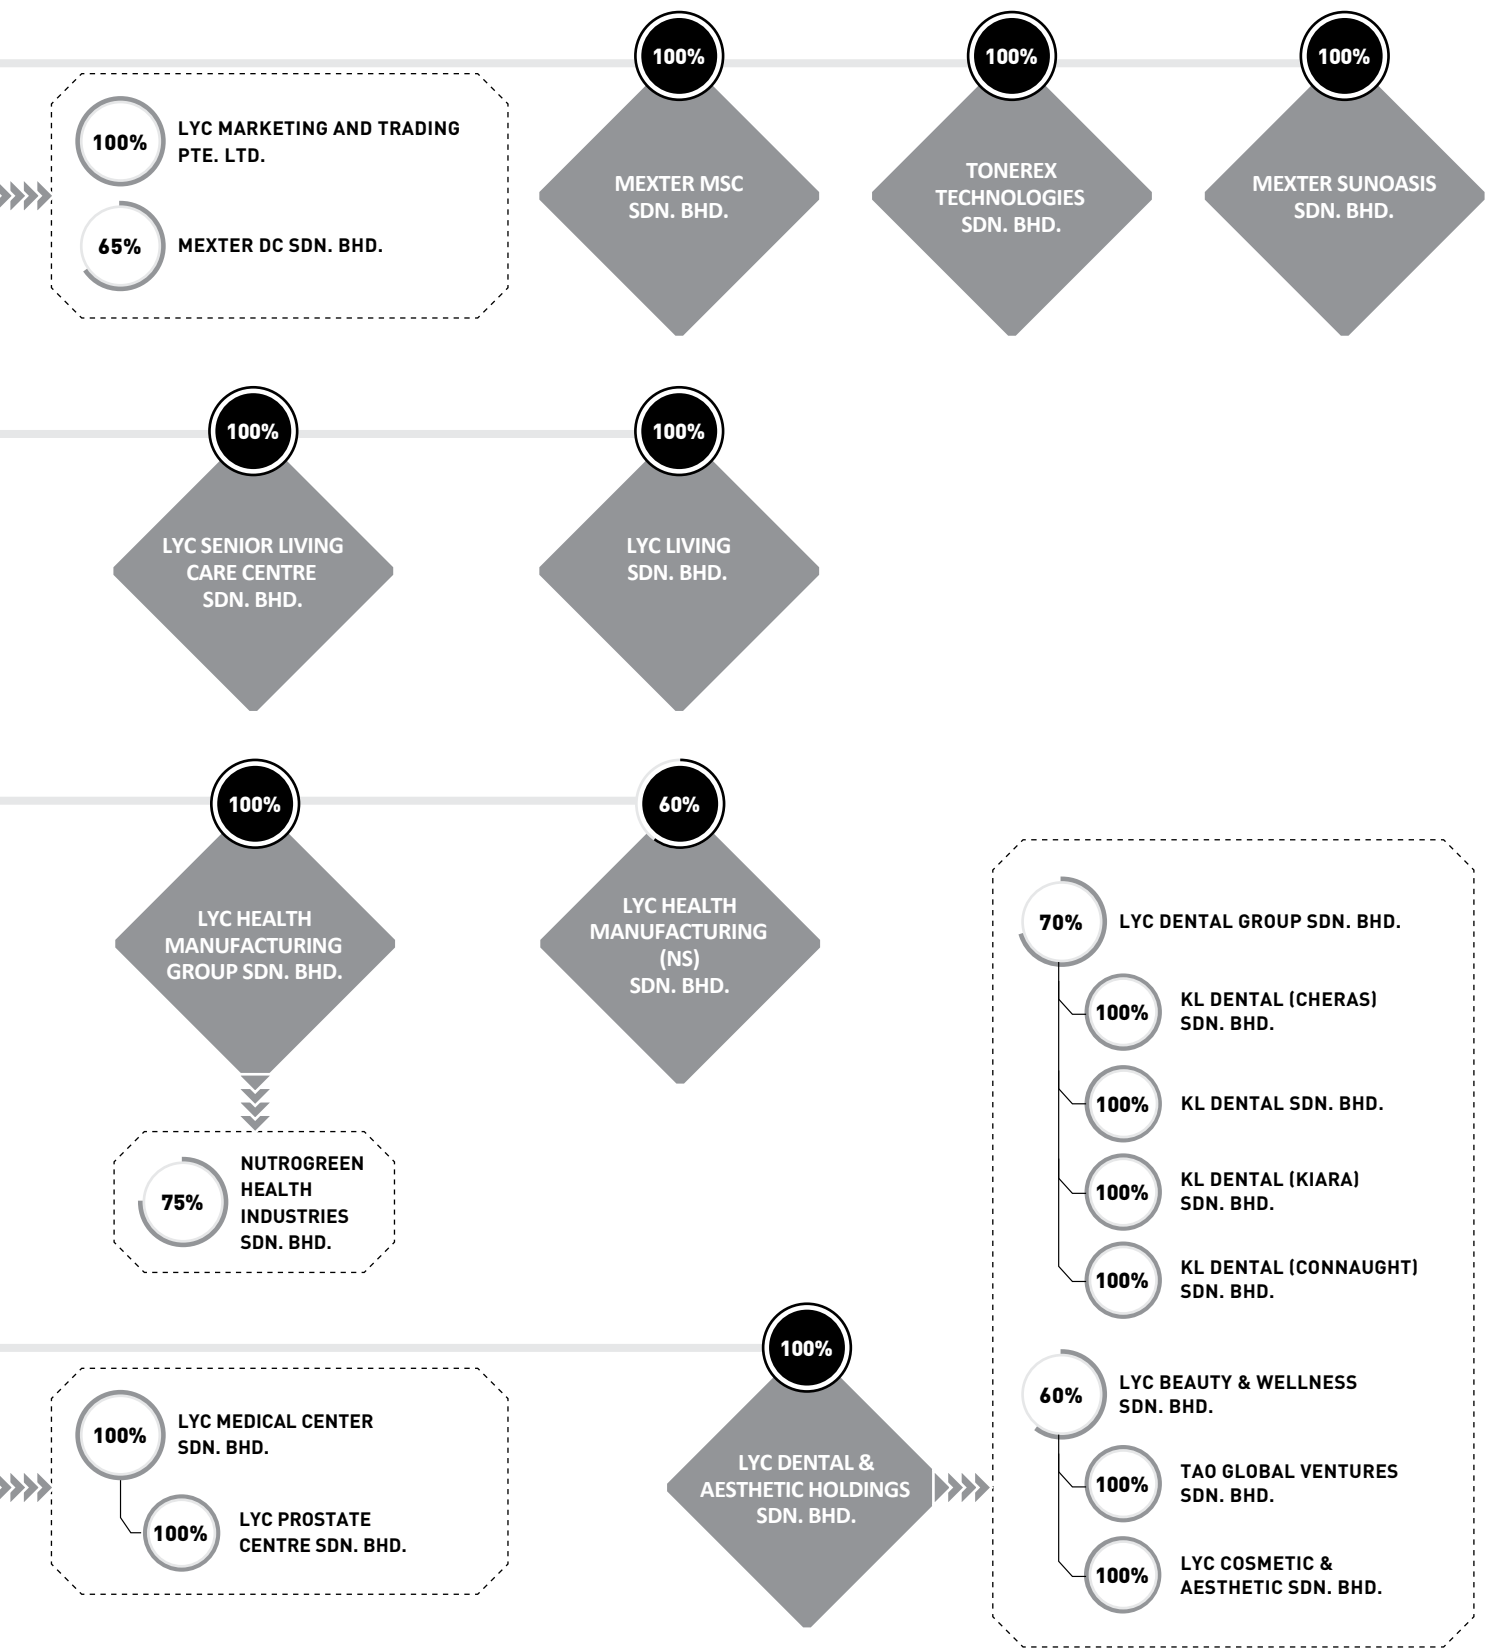 100%
100%
100%
100%
LYC MARKETING AND TRADING
PTE. LTD.
65%
MEXTER DC SDN. BHD.
MEXTER MSC
SDN. BHD.
TONEREX
TECHNOLOGIES
SDN. BHD.
MEXTER SUNOASIS
SDN. BHD.
100%
100%
LYC SENIOR LIVING
CARE CENTRE
SDN. BHD.
LYC LIVING
SDN. BHD.
100%
60%
LYC HEALTH
MANUFACTURING
GROUP SDN. BHD.
LYC HEALTH
MANUFACTURING
(NS)
SDN. BHD.
75%
NUTROGREEN
HEALTH
INDUSTRIES
SDN. BHD.
100%
100%
LYC MEDICAL CENTER
SDN. BHD.
100%
LYC PROSTATE
CENTRE SDN. BHD.
LYC DENTAL &
AESTHETIC HOLDINGS
SDN. BHD.
70%
LYC DENTAL GROUP SDN. BHD.
100%
KL DENTAL (CHERAS)
SDN. BHD.
100%
KL DENTAL SDN. BHD.
100%
KL DENTAL (KIARA)
SDN. BHD.
100%
KL DENTAL (CONNAUGHT)
SDN. BHD.
60%
LYC BEAUTY & WELLNESS
SDN. BHD.
100%
TAO GLOBAL VENTURES
SDN. BHD.
100%
LYC COSMETIC &
AESTHETIC SDN. BHD.